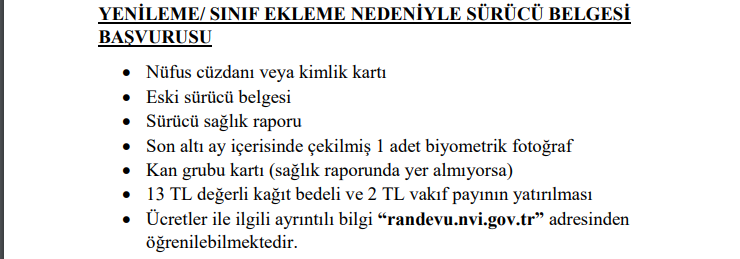 YENİLEME/ SINIF EKLEME NEDENİYLE SÜRÜCÜ BELGESİ
BAŞVURUSU
• Nüfus cüzdanı veya kimlik kartı
• Eski sürücü belgesi
• Sürücü sağlık raporu
• Son altı ay içerisinde çekilmiş 1 adet biyometrik fotoğraf
• Kan grubu kartı (sağlık raporunda yer almıyorsa)
• 13 TL değerli kağıt bedeli ve 2 TL vakıf payının yatırılması
• Ücretler ile ilgili ayrıntılı bilgi “randevu.nvi.gov.tr” adresinden
öğrenilebilmektedir.